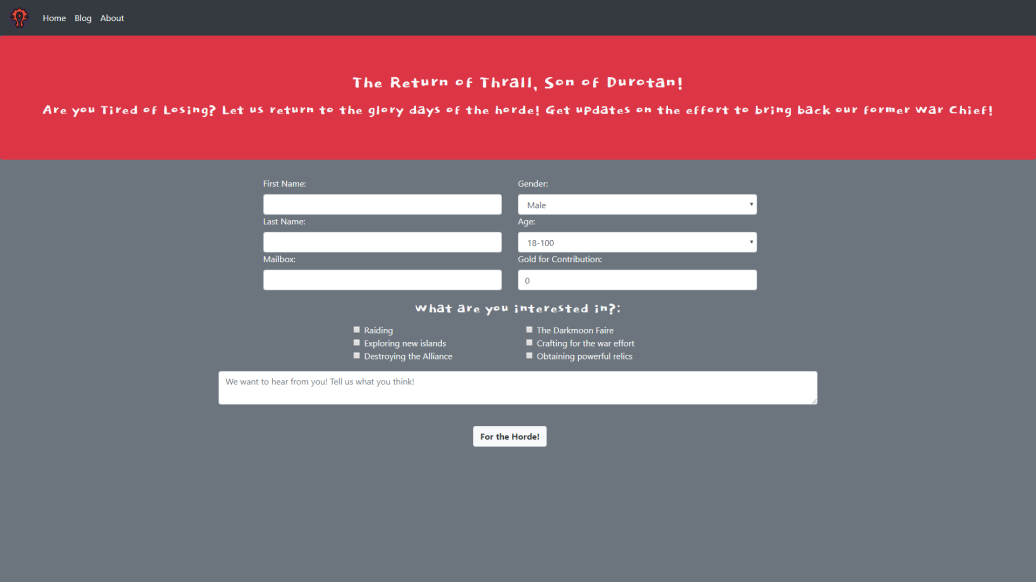 Home Blog About
The Return of Thrall, Son of Durotan!
Are you Tired of Losing? Let us return to the glory days of the horde! Get updates on the effort to bring back our former War Chief!
First Name: Gender:
Male
Last Name: Age:
18-100
Mailbox: Gold for Contribution:
0
What are you interested in?:
Raiding The Darkmoon Faire
Exploring new islands Crafting for the war effort
Destroying the Alliance Obtaining powerful relics
We want to hear from you! Tell us what you think!
For the Horde!